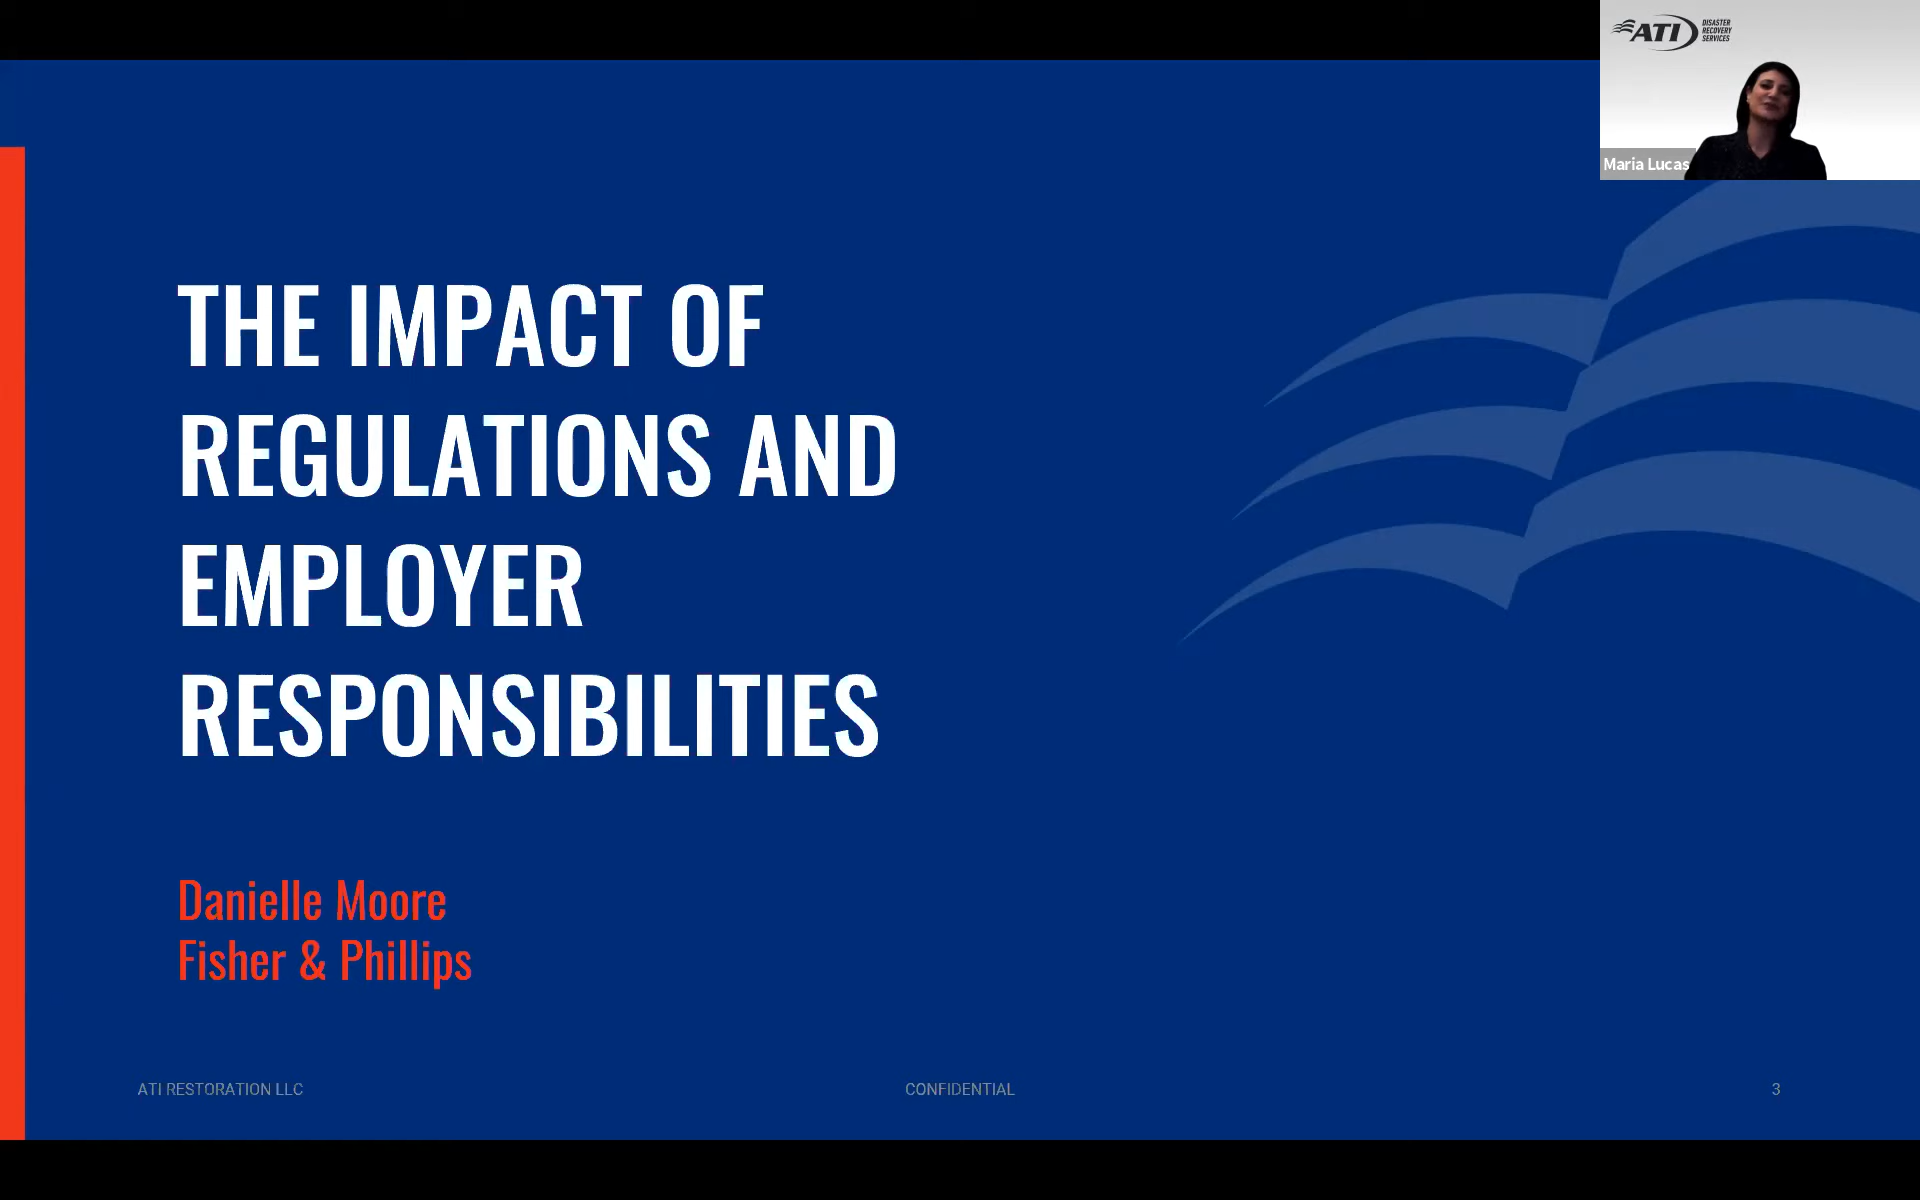 ATI
DISASTER
RECOVERY
SERVICES
Maria Lucas
THE IMPACT OF
REGULATIONS AND
EMPLOYER
RESPONSIBILITIES
Danielle Moore
Fisher & Phillips
ATI RESTORATION LLC
CONFIDENTIAL
3